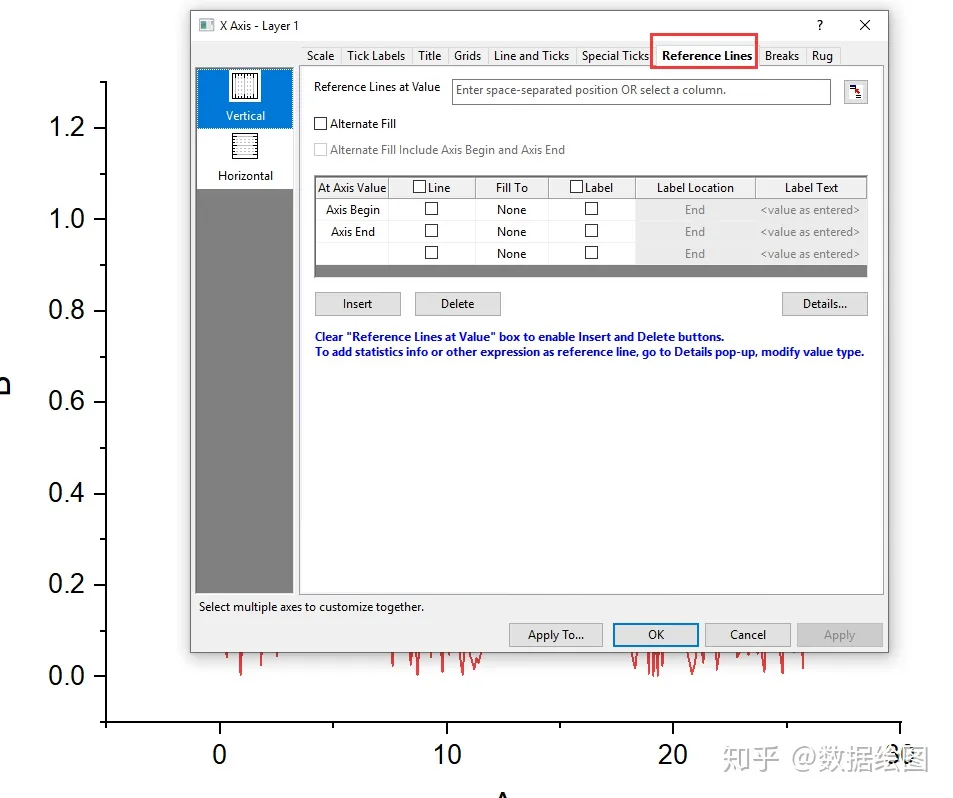 X Axis - Layer 1
?
Scale Tick Labels Title Grids Line and Ticks Special Ticks Reference Lines Breaks Rug
Vertical
Horizontal
Reference Lines at Value Enter space-separated position OR select a column.
Alternate Fill
Alternate Fill Include Axis Begin and Axis End
At Axis Value Line Fill To Label Label Location Label Text
Axis Begin None End <value as entered>
Axis End None End <value as entered>
None End <value as entered>
Insert Delete Details...
Clear "Reference Lines at Value" box to enable Insert and Delete buttons.
To add statistics info or other expression as reference line, go to Details pop-up, modify value type.
Select multiple axes to customize together.
Apply To... OK Cancel Apply
1.2
1.0
0.8
0.6
0.4
0.2
0.0
0 10 20 30
知乎 @数据绘图